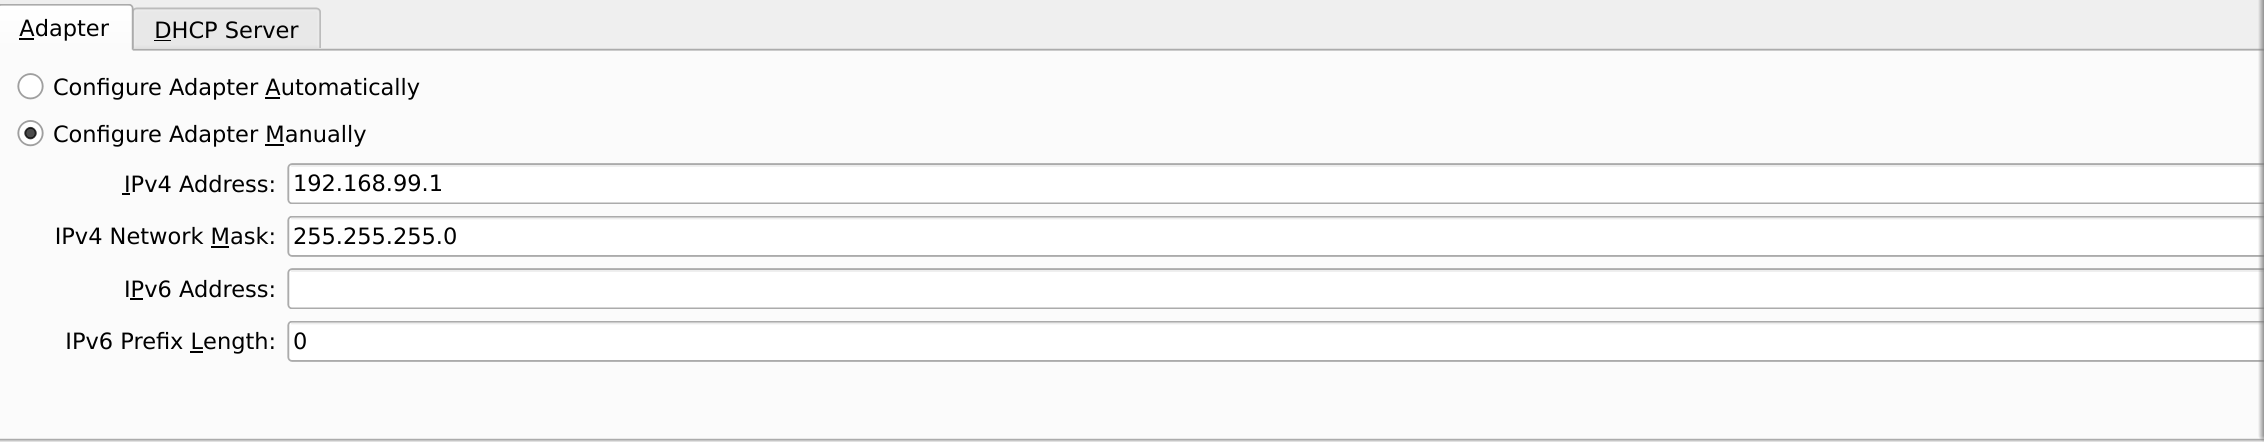 Adapter DHCP Server
Configure Adapter Automatically
Configure Adapter Manually
IPv4 Address: 192.168.99.1
IPv4 Network Mask: 255.255.255.0
IPv6 Address:
IPv6 Prefix Length: 0